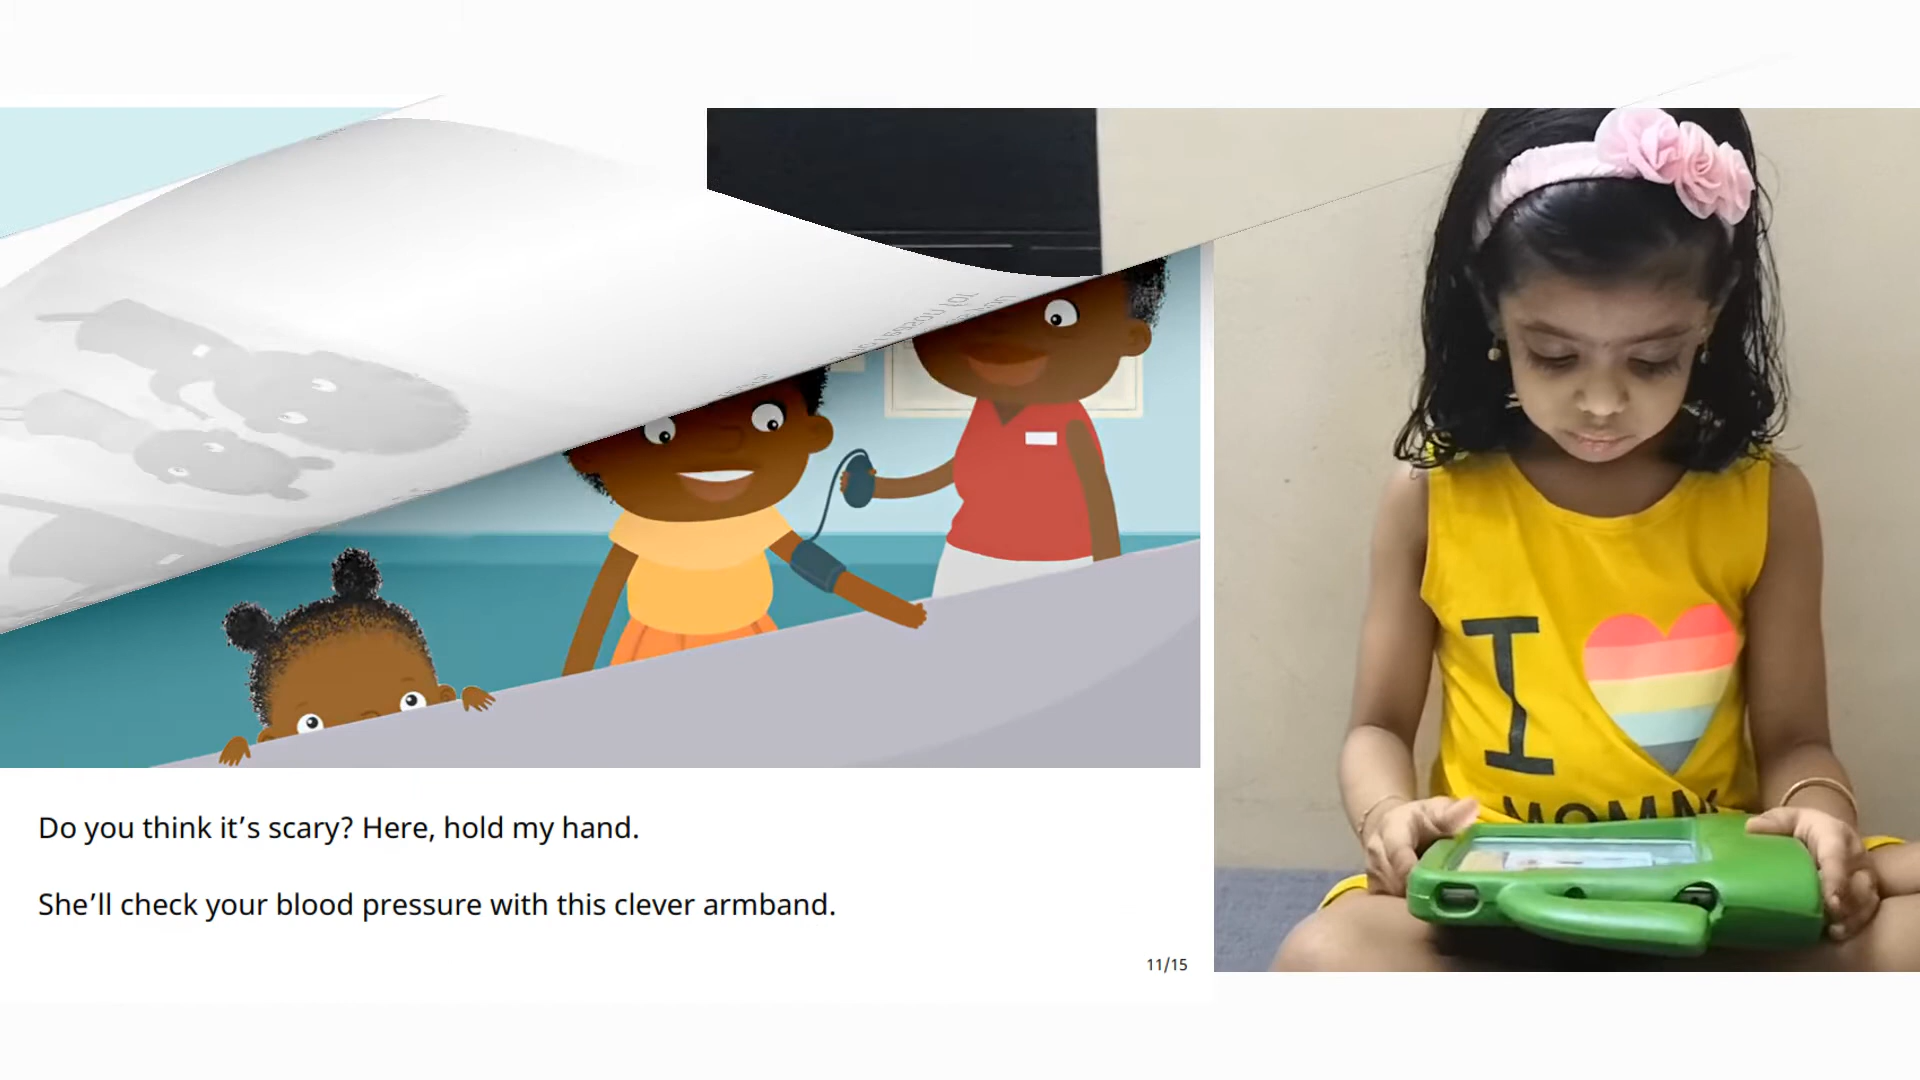 Do you think it’s scary? Here, hold my hand.
She’ll check your blood pressure with this clever armband.
11/15
I
MOMM